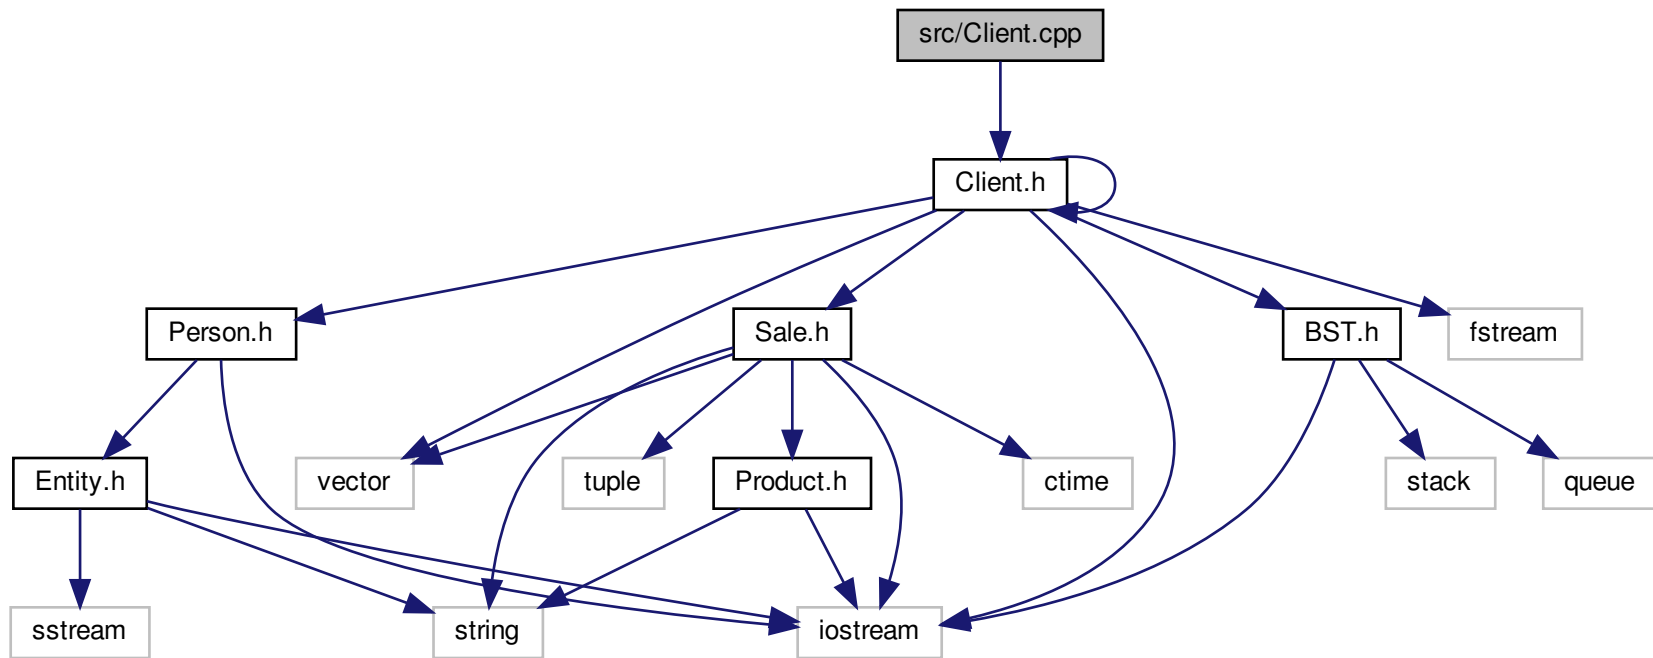 src/Client.cpp
Client.h
Person.h
Sale.h
BST.h
fstream
Entity.h
vector
tuple
Product.h
ctime
stack
queue
sstream
string
iostream